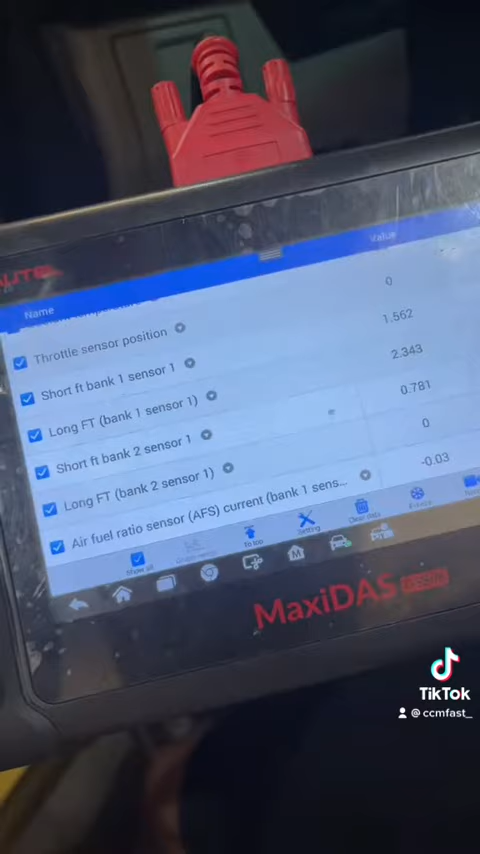 AUTEL
Name Value
Throttle sensor position 0
Short ft bank 1 sensor 1 1.562
Long FT (bank 1 sensor 1) 2.343
Short ft bank 2 sensor 1 0.781
Long FT (bank 2 sensor 1) 0
Air fuel ratio sensor (AFS) current (bank 1 sens... -0.03
Show all
To top
Setting
Clear data
Freeze
MaxiDAS
TikTok
@ccmfast_